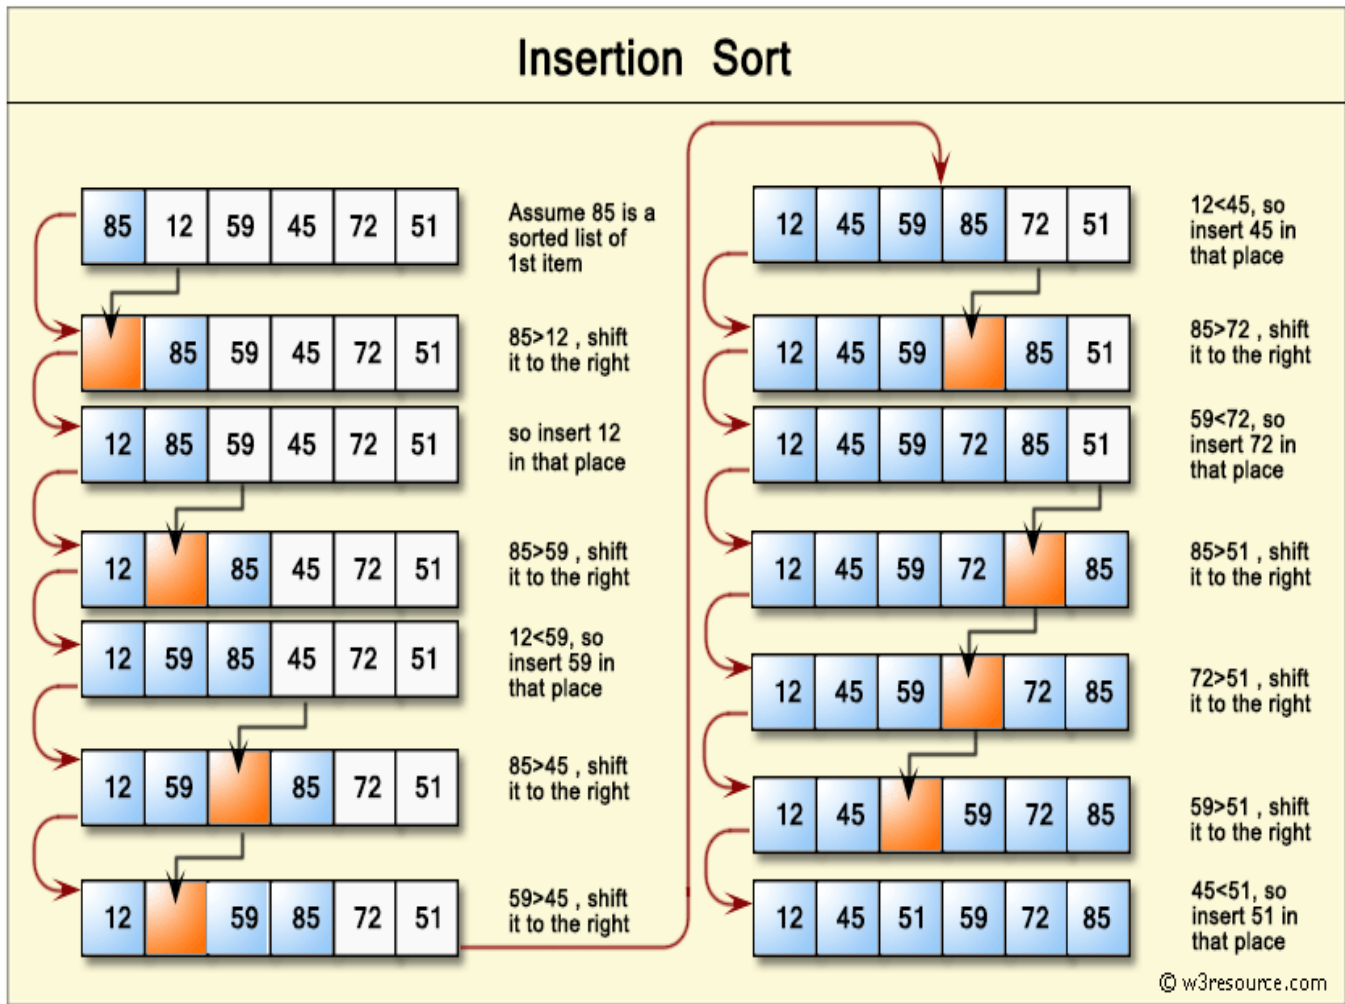 Insertion Sort
85 12 59 45 72 51
Assume 85 is a
sorted list of
1st item
85 59 45 72 51
85>12 , shift
it to the right
12 85 59 45 72 51
so insert 12
in that place
12 85 45 72 51
85>59 , shift
it to the right
12 59 85 45 72 51
12<59, so
insert 59 in
that place
12 59 85 72 51
85>45 , shift
it to the right
12 59 85 72 51
59>45 , shift
it to the right
12 45 59 85 72 51
12<45, so
insert 45 in
that place
12 45 59 85 51
85>72 , shift
it to the right
12 45 59 72 85 51
59<72, so
insert 72 in
that place
12 45 59 72 85
85>51 , shift
it to the right
12 45 59 72 85
72>51 , shift
it to the right
12 45 59 72 85
59>51 , shift
it to the right
12 45 51 59 72 85
45<51, so
insert 51 in
that place
© w3resource.com